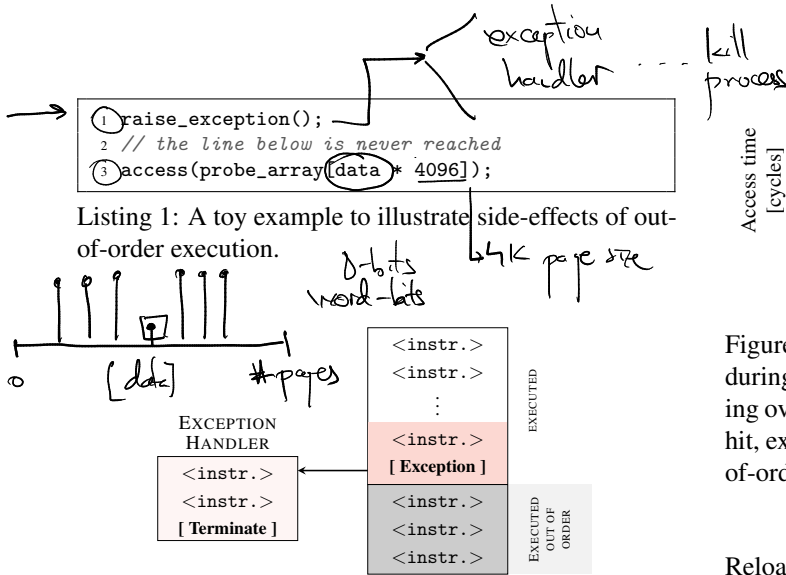 exception
handler .... kill
process
1 raise_exception();
2 // the line below is never reached
3 access(probe_array[data * 4096]);
Access time
[cycles]
Listing 1: A toy example to illustrate side-effects of out-
of-order execution.
4K page size
word-bits
0
[data]
#pages
<instr.>
<instr.>
⋮
<instr.>
[ Exception ]
<instr.>
<instr.>
<instr.>
EXECUTED
EXECUTED
OUT OF
ORDER
EXCEPTION
HANDLER
<instr.>
<instr.>
[ Terminate ]
Figure
during
ing ov
hit, ex
of-ord
Reloa